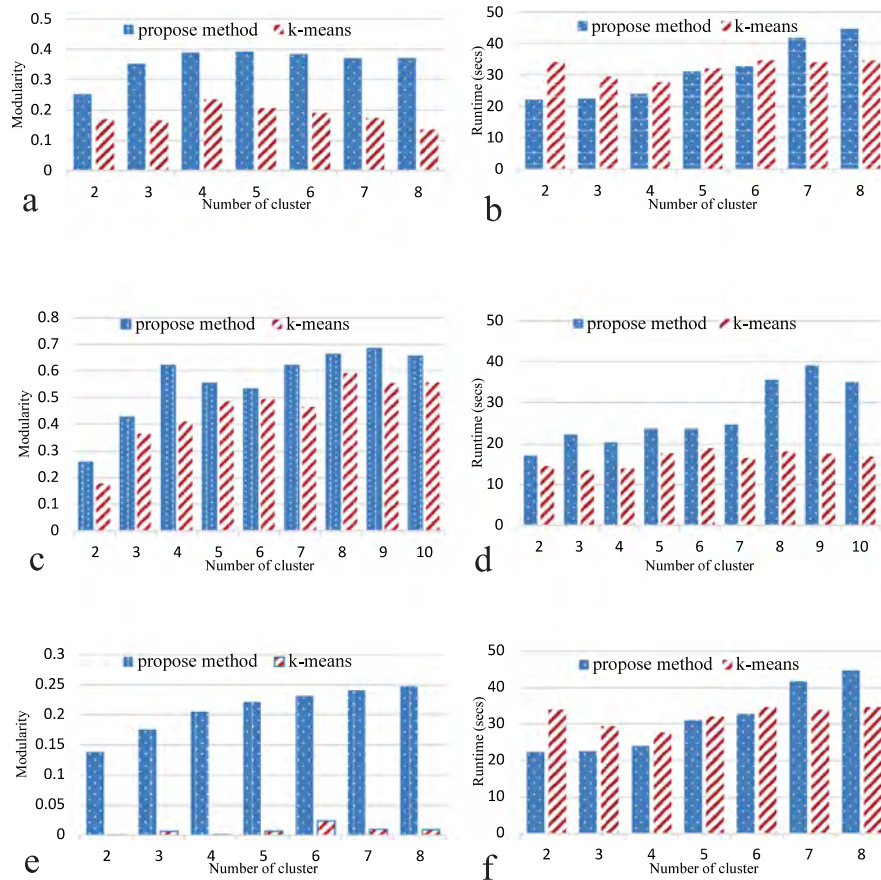 0.5
0.4
0.3
0.2
0.1
0
Modularity
propose method k-means
2 3 4 5 6 7 8
Number of cluster
a
50
40
30
20
10
0
Runtime (secs)
propose method k-means
2 3 4 5 6 7 8
Number of cluster
b
0.8
0.7
0.6
0.5
0.4
0.3
0.2
0.1
0
Modularity
propose method k-means
2 3 4 5 6 7 8 9 10
Number of cluster
c
50
40
30
20
10
0
Runtime (secs)
propose method k-means
2 3 4 5 6 7 8 9 10
Number of cluster
d
0.3
0.25
0.2
0.15
0.1
0.05
0
Modularity
propose method k-means
2 3 4 5 6 7 8
Number of cluster
e
50
40
30
20
10
0
Runtime (secs)
propose method k-means
2 3 4 5 6 7 8
Number of cluster
f